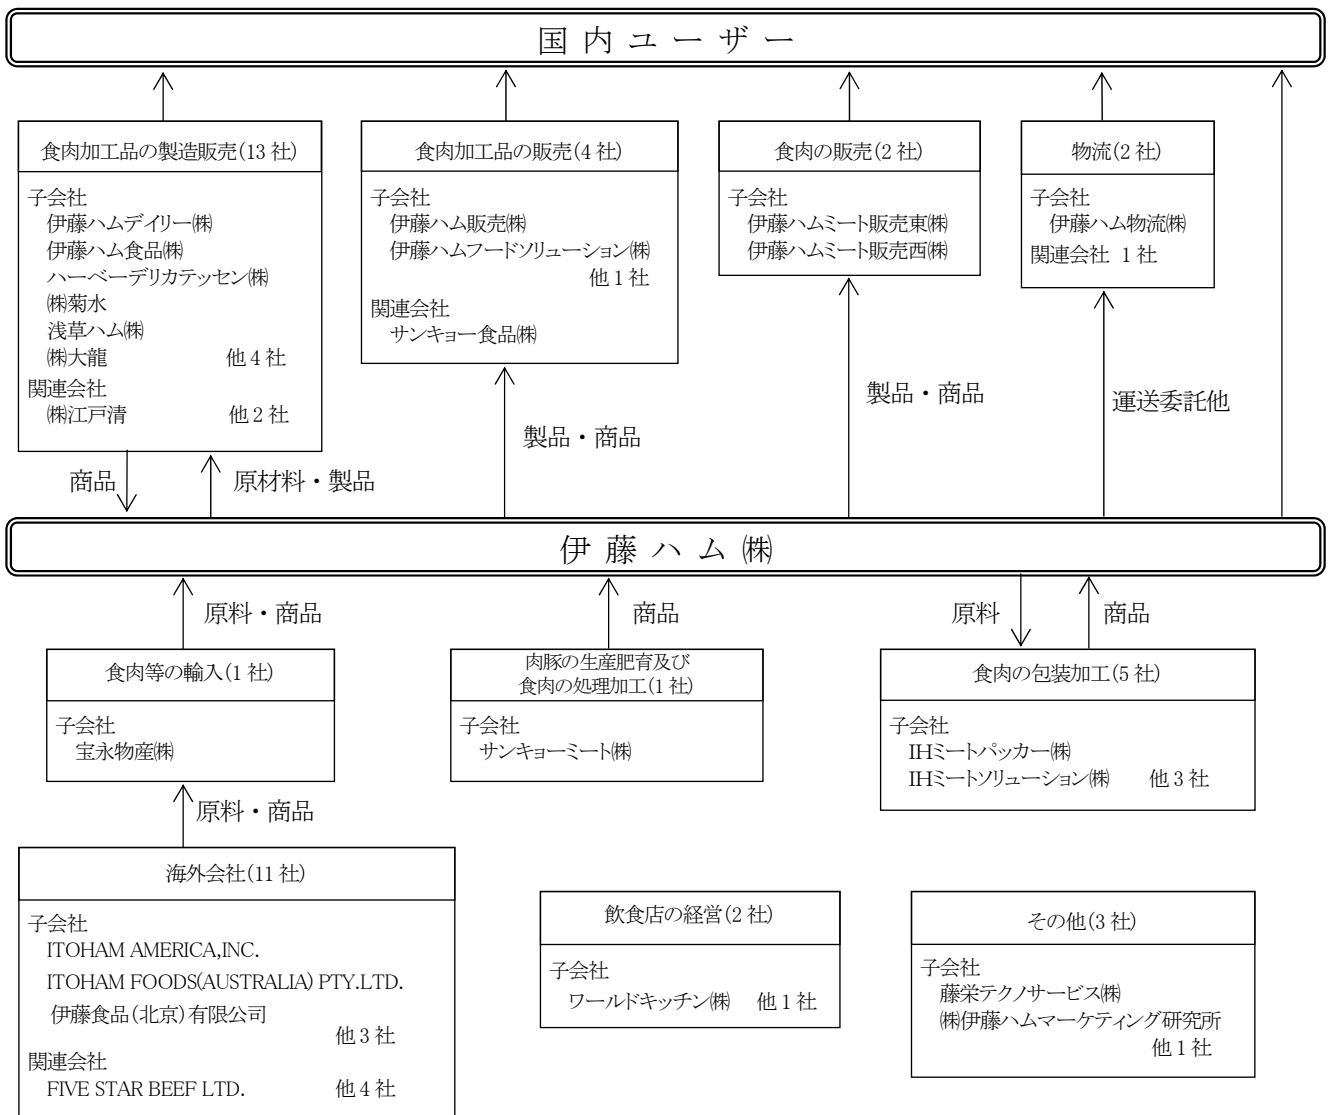 国内ユーザー
食肉加工品の製造販売(13 社)
子会社
伊藤ハムデイリー㈱
伊藤ハム食品㈱
ハーベーデリカテッセン㈱
㈱菊水
浅草ハム㈱
㈱大龍 他 4 社
関連会社
㈱江戸清 他 2 社
食肉加工品の販売(4 社)
子会社
伊藤ハム販売㈱
伊藤ハムフードソリューション㈱
他 1 社
関連会社
サンキョー食品㈱
食肉の販売(2 社)
子会社
伊藤ハムミート販売東㈱
伊藤ハムミート販売西㈱
物流(2 社)
子会社
伊藤ハム物流㈱
関連会社 1 社
商品
原材料・製品
製品・商品
製品・商品
運送委託他
伊藤ハム㈱
原料・商品
商品
原料
商品
食肉等の輸入(1 社)
子会社
宝永物産㈱
肉豚の生産肥育及び
食肉の処理加工(1 社)
子会社
サンキョーミート㈱
食肉の包装加工(5 社)
子会社
IHミートパッカー㈱
IHミートソリューション㈱ 他 3 社
原料・商品
海外会社(11 社)
子会社
ITOHAM AMERICA,INC.
ITOHAM FOODS(AUSTRALIA) PTY.LTD.
伊藤食品(北京)有限公司
他 3 社
関連会社
FIVE STAR BEEF LTD. 他 4 社
飲食店の経営(2 社)
子会社
ワールドキッチン㈱ 他 1 社
その他(3 社)
子会社
藤栄テクノサービス㈱
㈱伊藤ハムマーケティング研究所
他 1 社